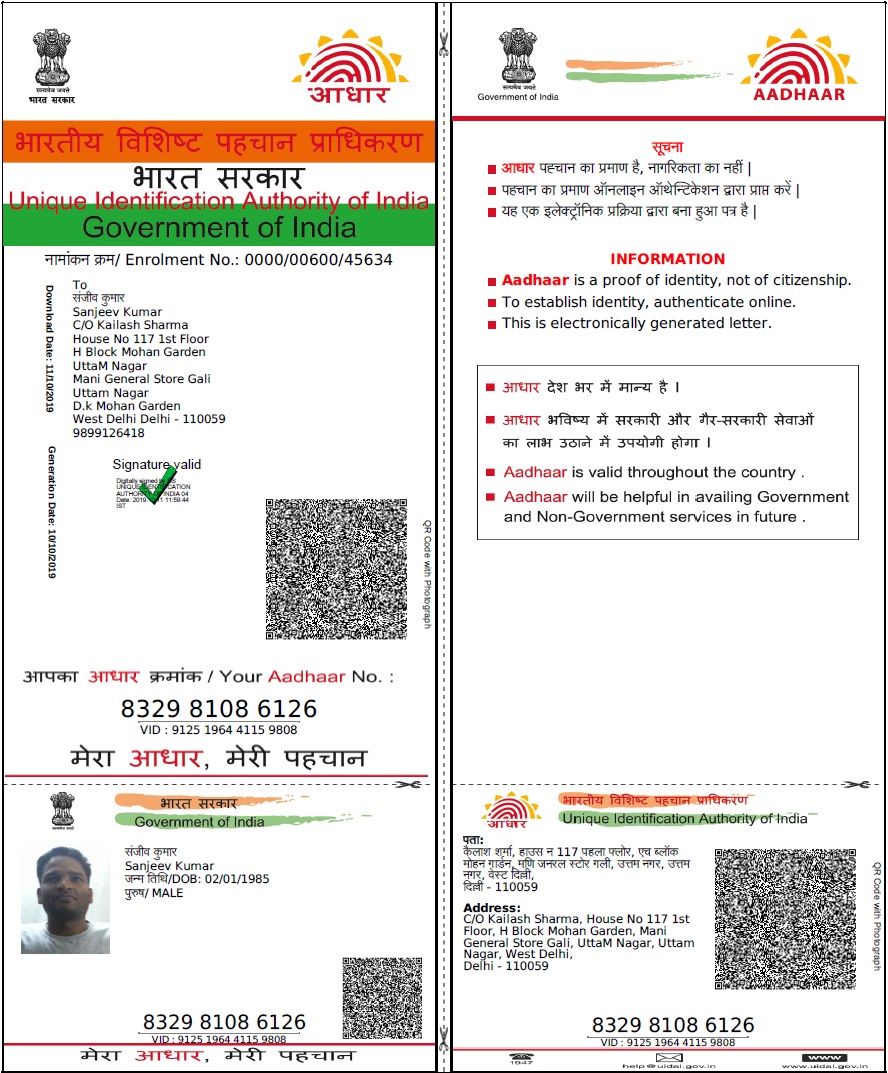 सत्यमेव जयते
भारत सरकार
आधार
भारतीय विशिष्ट पहचान प्राधिकरण
भारत सरकार
Unique Identification Authority of India
Government of India
नामांकन क्रम/ Enrolment No.: 0000/00600/45634
Download Date: 11/10/2019
Generation Date: 10/10/2019
To
संजीव कुमार
Sanjeev Kumar
C/O Kailash Sharma
House No 117 1st Floor
H Block Mohan Garden
UttaM Nagar
Mani General Store Gali
Uttam Nagar
D.k Mohan Garden
West Delhi Delhi - 110059
9899126418
Signature valid
Digitally signed by DS
UNIQUE IDENTIFICATION
AUTHORITY OF INDIA 04
Date: 2019. 11:59:44
IST
QR Code with Photograph
आपका आधार क्रमांक / Your Aadhaar No. :
8329 8108 6126
VID : 9125 1964 4115 9808
मेरा आधार, मेरी पहचान
सत्यमेव जयते
Government of India
AADHAAR
सूचना
आधार पहचान का प्रमाण है, नागरिकता का नहीं |
पहचान का प्रमाण ऑनलाइन ऑथेन्टिकेशन द्वारा प्राप्त करें |
यह एक इलेक्ट्रॉनिक प्रक्रिया द्वारा बना हुआ पत्र है |
INFORMATION
Aadhaar is a proof of identity, not of citizenship.
To establish identity, authenticate online.
This is electronically generated letter.
आधार देश भर में मान्य है ।
आधार भविष्य में सरकारी और गैर-सरकारी सेवाओं
का लाभ उठाने में उपयोगी होगा ।
Aadhaar is valid throughout the country .
Aadhaar will be helpful in availing Government
and Non-Government services in future .
सत्यमेव जयते
भारत सरकार
Government of India
संजीव कुमार
Sanjeev Kumar
जन्म तिथि/DOB: 02/01/1985
पुरुष/ MALE
8329 8108 6126
VID : 9125 1964 4115 9808
मेरा आधार, मेरी पहचान
आधार
भारतीय विशिष्ट पहचान प्राधिकरण
Unique Identification Authority of India
पता:
कैलाश शर्मा, हाउस न 117 पहला फ्लोर, एच ब्लॉक
मोहन गार्डन, मणि जनरल स्टोर गली, उत्तम नगर, उत्तम
नगर, वेस्ट दिल्ली,
दिल्ली - 110059
Address:
C/O Kailash Sharma, House No 117 1st
Floor, H Block Mohan Garden, Mani
General Store Gali, UttaM Nagar, Uttam
Nagar, West Delhi,
Delhi - 110059
QR Code with Photograph
8329 8108 6126
VID : 9125 1964 4115 9808
1947
help@uidai.gov.in
www
www.uidai.gov.in